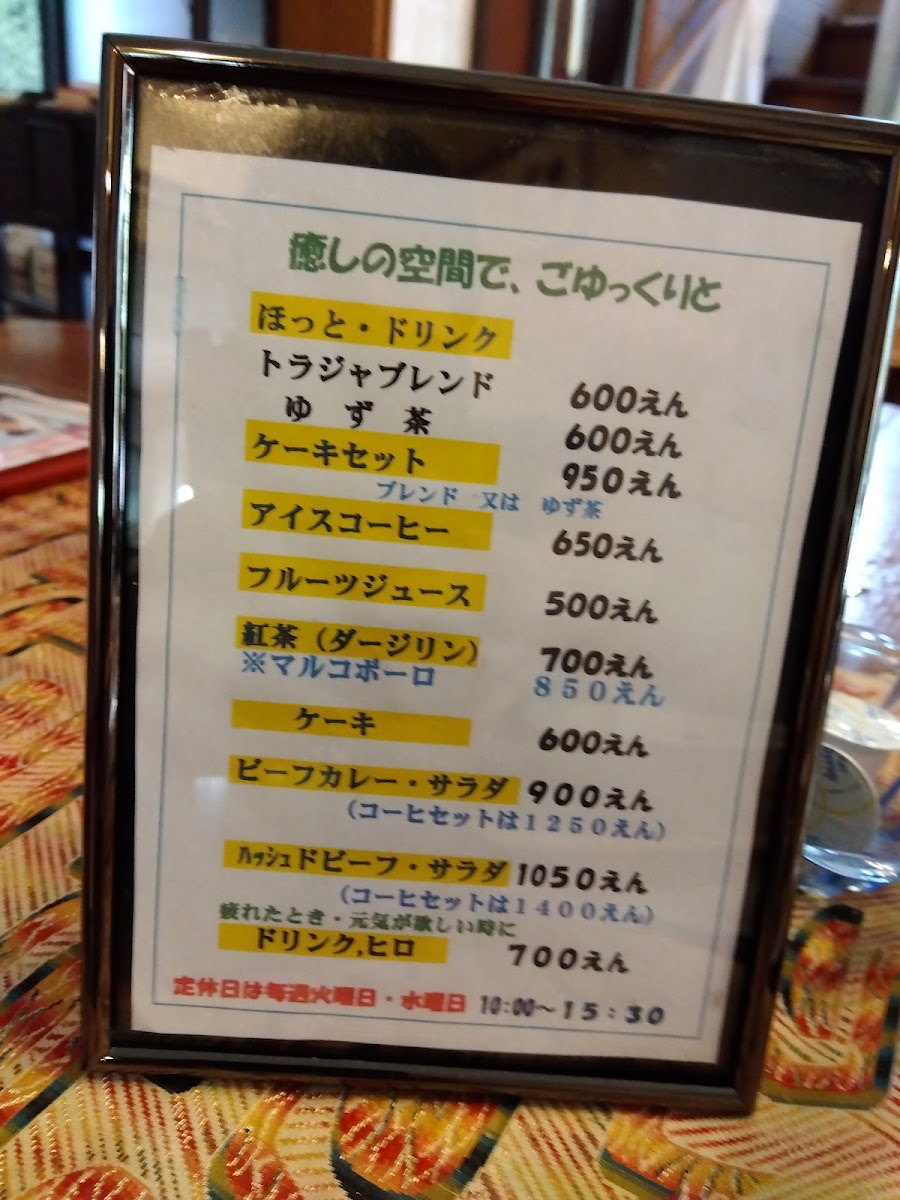 癒しの空間で、ごゆっくりと
ほっと・ドリンク
トラジャブレンド 600えん
ゆ ず 茶 600えん
ケーキセット 950えん
ブレンド 又は ゆず茶
アイスコーヒー 650えん
フルーツジュース 500えん
紅茶（ダージリン） 700えん
※マルコポーロ 850えん
ケーキ 600えん
ビーフカレー・サラダ 900えん
（コーヒセットは1250えん）
ﾊｯｼｭドビーフ・サラダ 1050えん
（コーヒセットは1400えん）
疲れたとき・元気が欲しい時に
ドリンク,ヒロ 700えん
定休日は毎週火曜日・水曜日 10:00～15:30